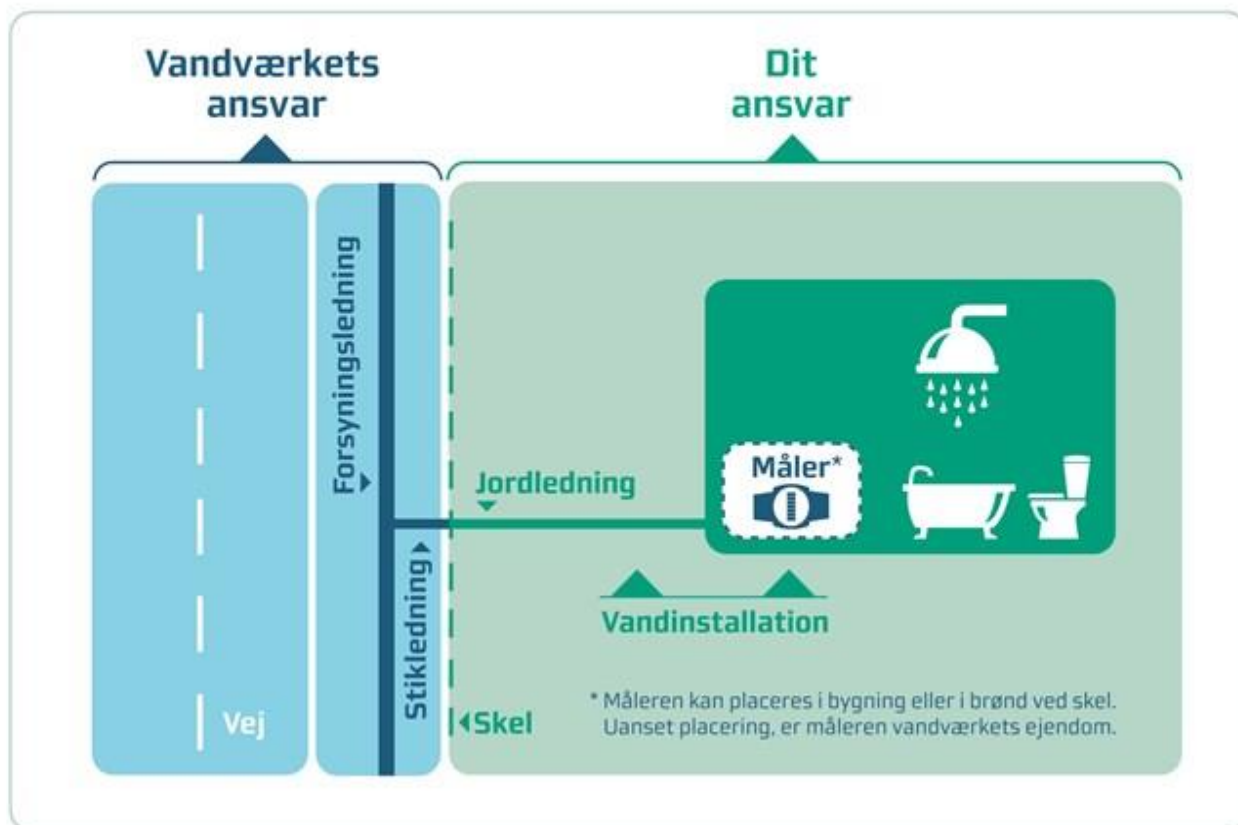 Vandværkets
ansvar
Dit
ansvar
Forsyningsledning
Jordledning
Måler*
Stikledning
Vandinstallation
Vej
Skel
* Måleren kan placeres i bygning eller i brønd ved skel.
Uanset placering, er måleren vandværkets ejendom.